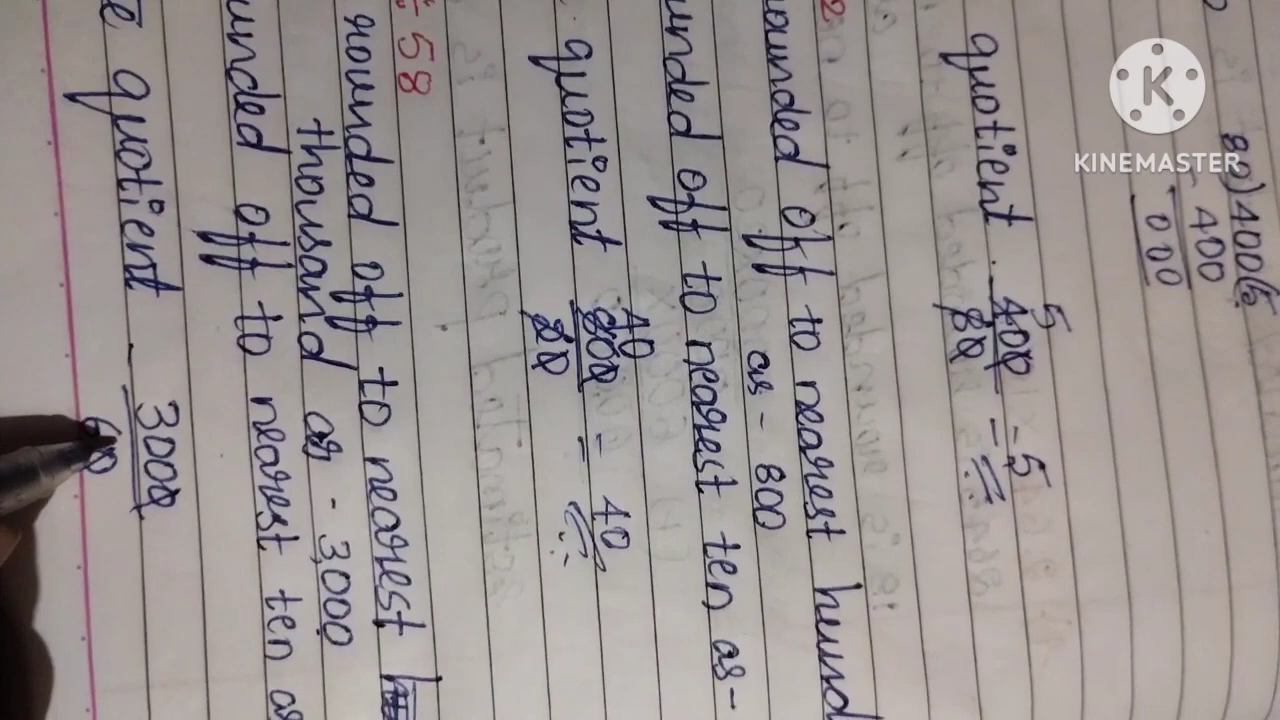 80)400(5
- 400
000
quotient - 400/80 = 5
5
rounded off to nearest hund
as - 800
unded off to nearest ten as-
quotient 800/20 = 40
40
÷ 58
rounded off to nearest
thousand as - 3,000
unded off to nearest ten as
quotient - 3000/60
KINEMASTER